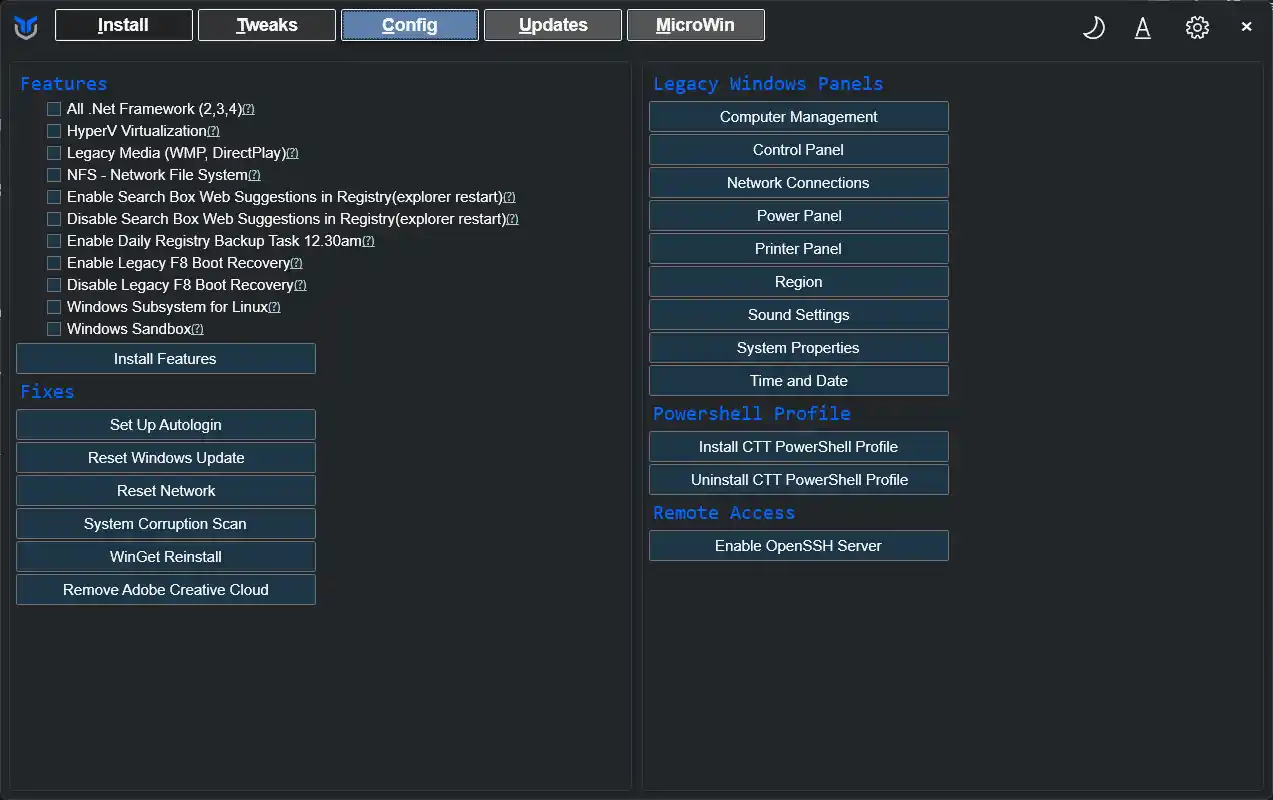 Install Tweaks Config Updates MicroWin A ×
Features
All .Net Framework (2,3,4)(?)
HyperV Virtualization(?)
Legacy Media (WMP, DirectPlay)(?)
NFS - Network File System(?)
Enable Search Box Web Suggestions in Registry(explorer restart)(?)
Disable Search Box Web Suggestions in Registry(explorer restart)(?)
Enable Daily Registry Backup Task 12.30am(?)
Enable Legacy F8 Boot Recovery(?)
Disable Legacy F8 Boot Recovery(?)
Windows Subsystem for Linux(?)
Windows Sandbox(?)
Install Features
Fixes
Set Up Autologin
Reset Windows Update
Reset Network
System Corruption Scan
WinGet Reinstall
Remove Adobe Creative Cloud
Legacy Windows Panels
Computer Management
Control Panel
Network Connections
Power Panel
Printer Panel
Region
Sound Settings
System Properties
Time and Date
Powershell Profile
Install CTT PowerShell Profile
Uninstall CTT PowerShell Profile
Remote Access
Enable OpenSSH Server